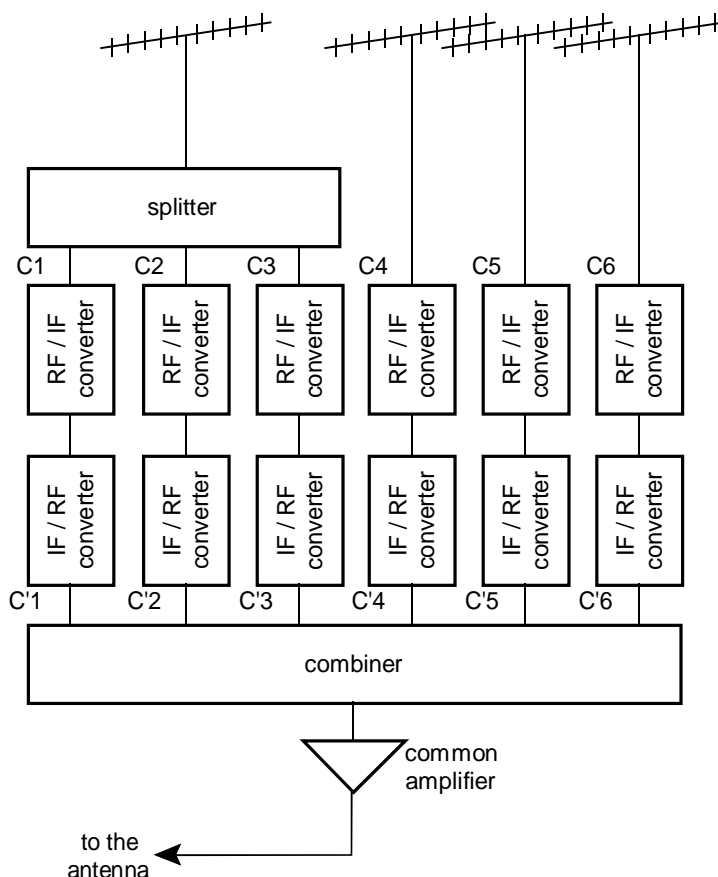 splitter
C1
C2
C3
C4
C5
C6
RF / IF
converter
RF / IF
converter
RF / IF
converter
RF / IF
converter
RF / IF
converter
RF / IF
converter
IF / RF
converter
IF / RF
converter
IF / RF
converter
IF / RF
converter
IF / RF
converter
IF / RF
converter
C'1
C'2
C'3
C'4
C'5
C'6
combiner
common
amplifier
to the
antenna